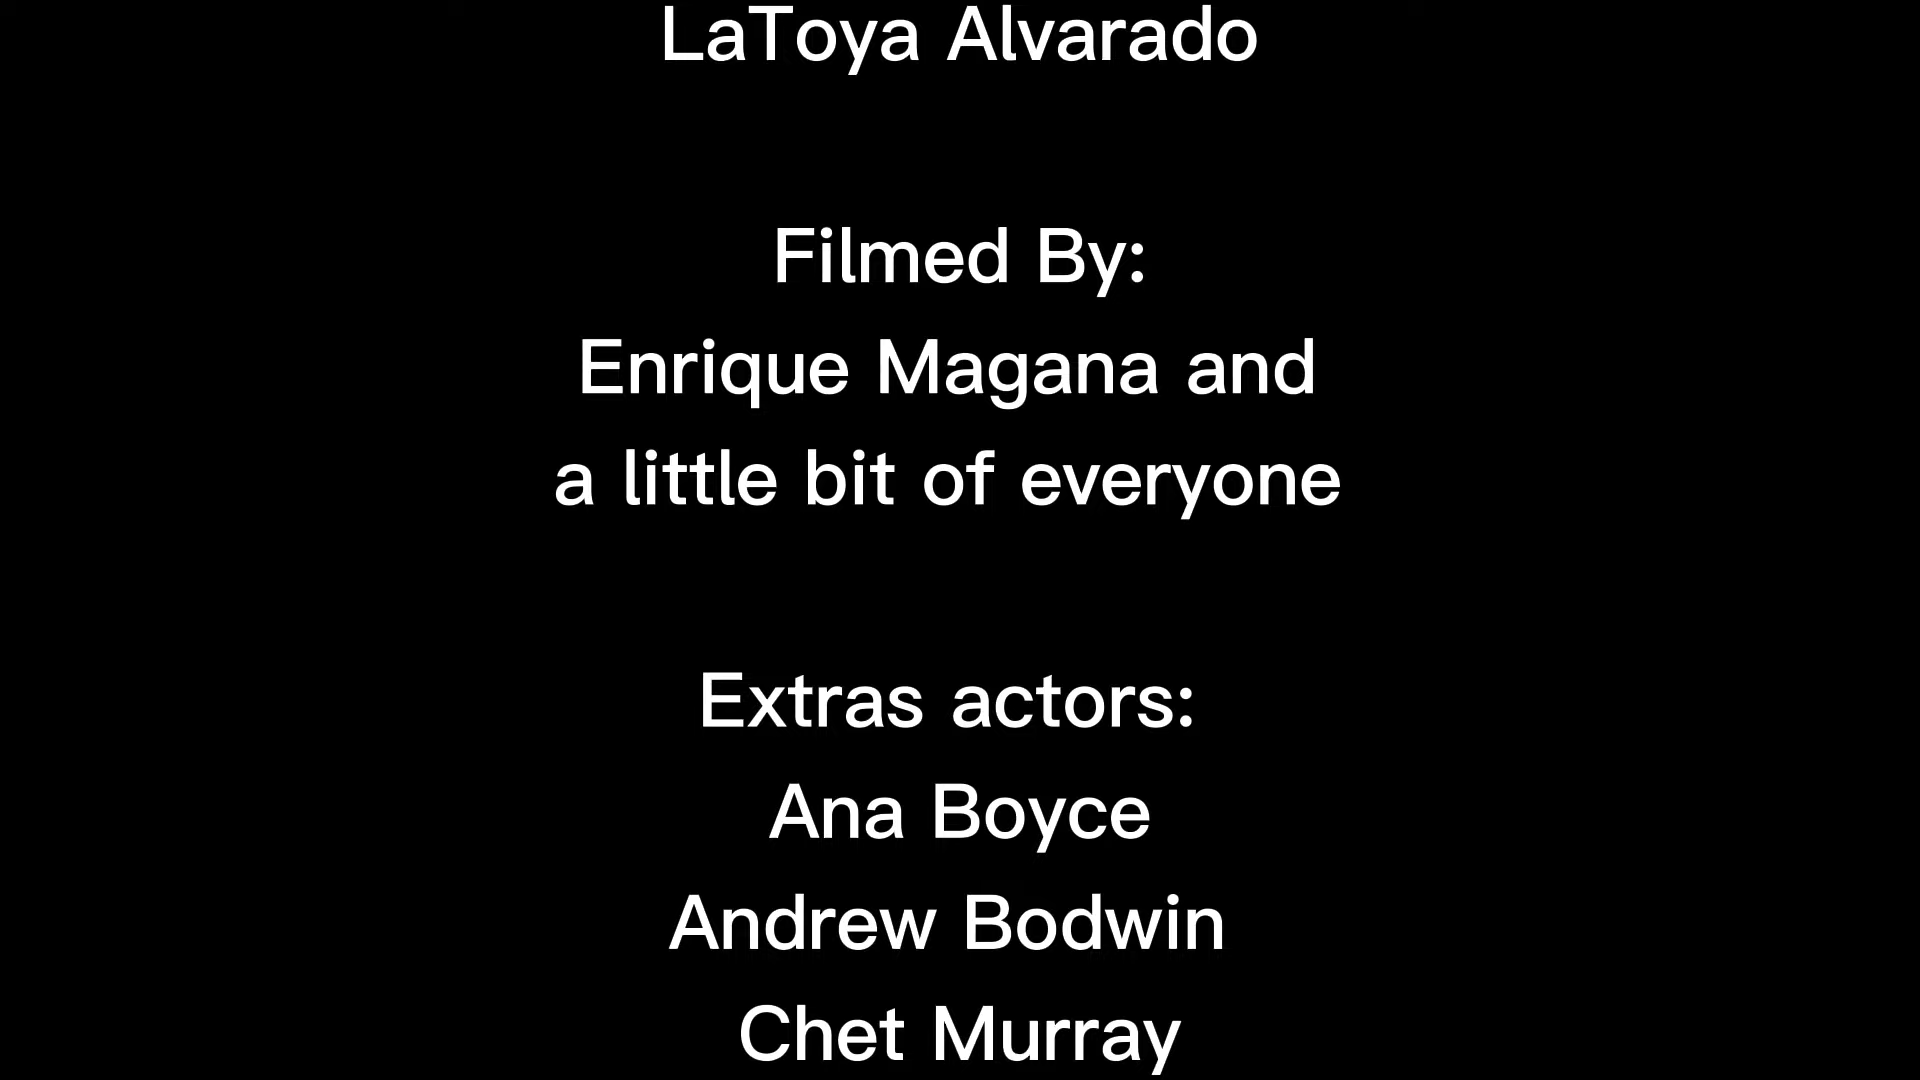 LaToya Alvarado
Filmed By:
Enrique Magana and
a little bit of everyone
Extras actors:
Ana Boyce
Andrew Bodwin
Chet Murray